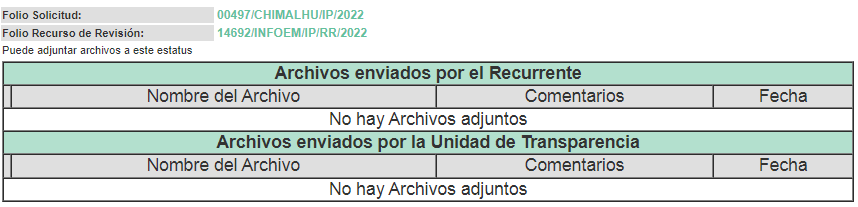 Folio Solicitud: 00497/CHIMALHU/IP/2022
Folio Recurso de Revisión: 14692/INFOEM/IP/RR/2022
Puede adjuntar archivos a este estatus
Archivos enviados por el Recurrente
Nombre del Archivo Comentarios Fecha
No hay Archivos adjuntos
Archivos enviados por la Unidad de Transparencia
Nombre del Archivo Comentarios Fecha
No hay Archivos adjuntos